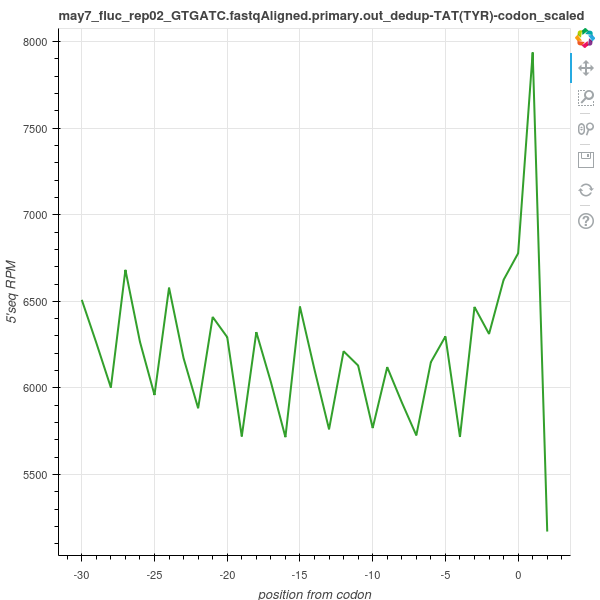 may7_fluc_rep02_GTGATC.fastqAligned.primary.out_dedup-TAT(TYR)-codon_scaled
8000
7500
7000
6500
6000
5500
5'seq RPM
-30 -25 -20 -15 -10 -5 0
position from codon